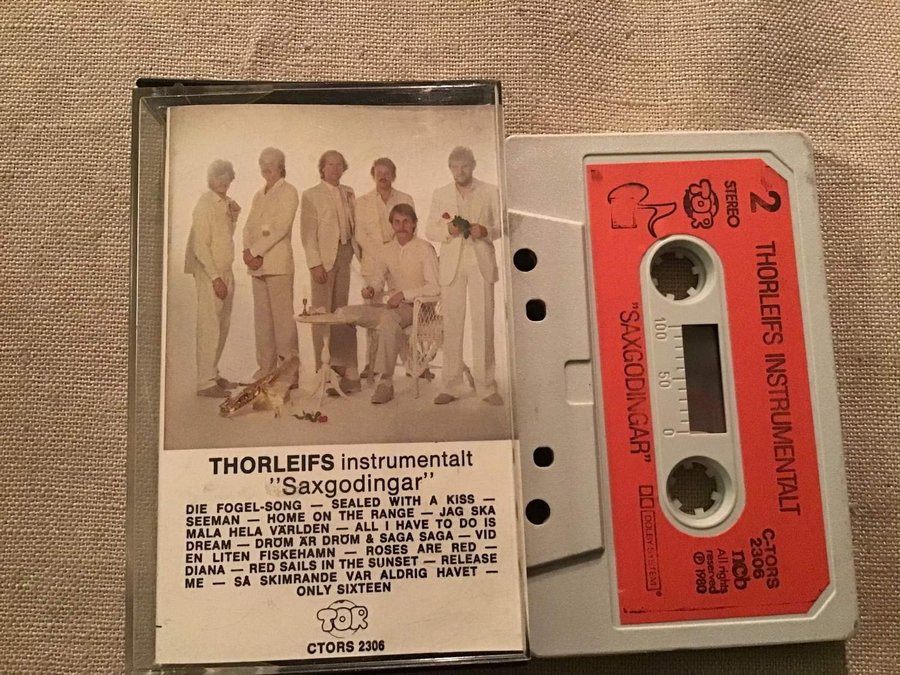 THORLEIFS instrumentalt
"Saxgodingar"
DIE FOGEL-SONG — SEALED WITH A KISS —
SEEMAN — HOME ON THE RANGE — JAG SKA
MÅLA HELA VÄRLDEN — ALL I HAVE TO DO IS
DREAM — DRÖM ÄR DRÖM & SAGA SAGA — VID
EN LITEN FISKEHAMN — ROSES ARE RED —
DIANA — RED SAILS IN THE SUNSET — RELEASE
ME — SÅ SKIMRANDE VAR ALDRIG HAVET —
ONLY SIXTEEN
TOR
CTORS 2306
2
STEREO
TOR
THORLEIFS INSTRUMENTALT
"SAXGODINGAR"
100 50 0
DOLBY SYSTEM
C-TORS
2306
ncb
All rights
reserved
℗ 1980